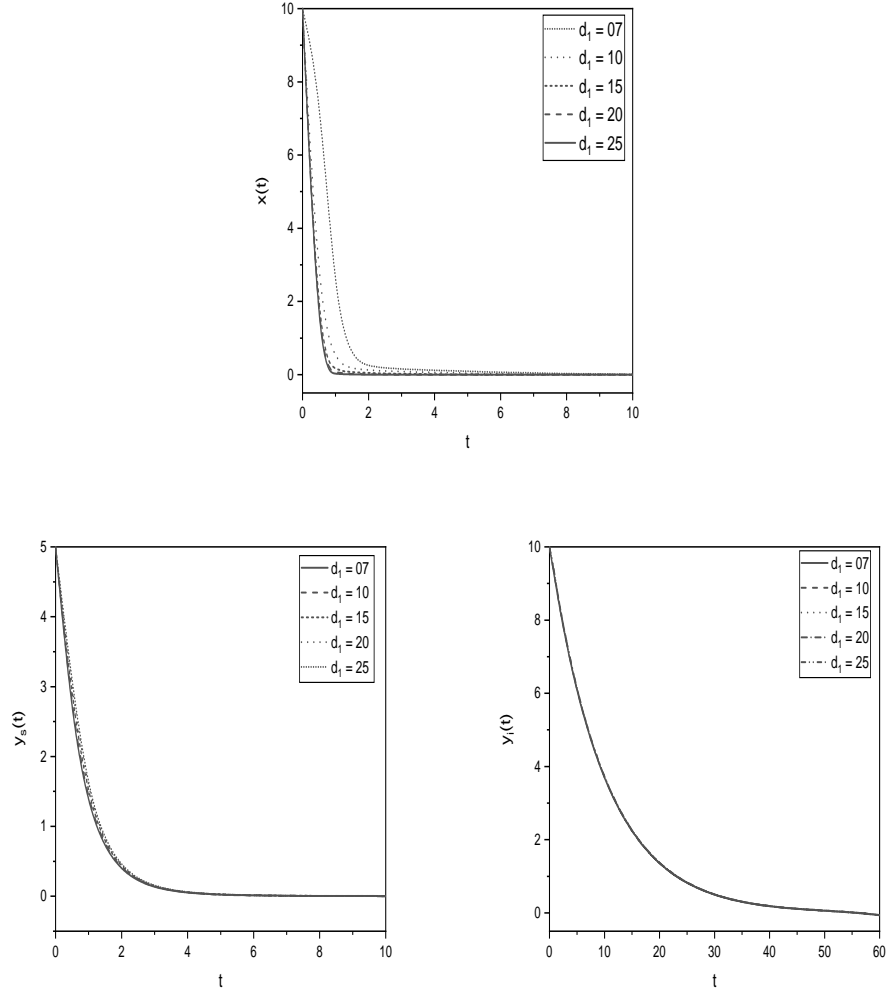 10
8
6
4
2
0
x(t)
d₁ = 07
d₁ = 10
d₁ = 15
d₁ = 20
d₁ = 25
0 2 4 6 8 10
t
5
4
3
2
1
0
yₛ(t)
d₁ = 07
d₁ = 10
d₁ = 15
d₁ = 20
d₁ = 25
0 2 4 6 8 10
t
10
8
6
4
2
0
yᵢ(t)
d₁ = 07
d₁ = 10
d₁ = 15
d₁ = 20
d₁ = 25
0 10 20 30 40 50 60
t